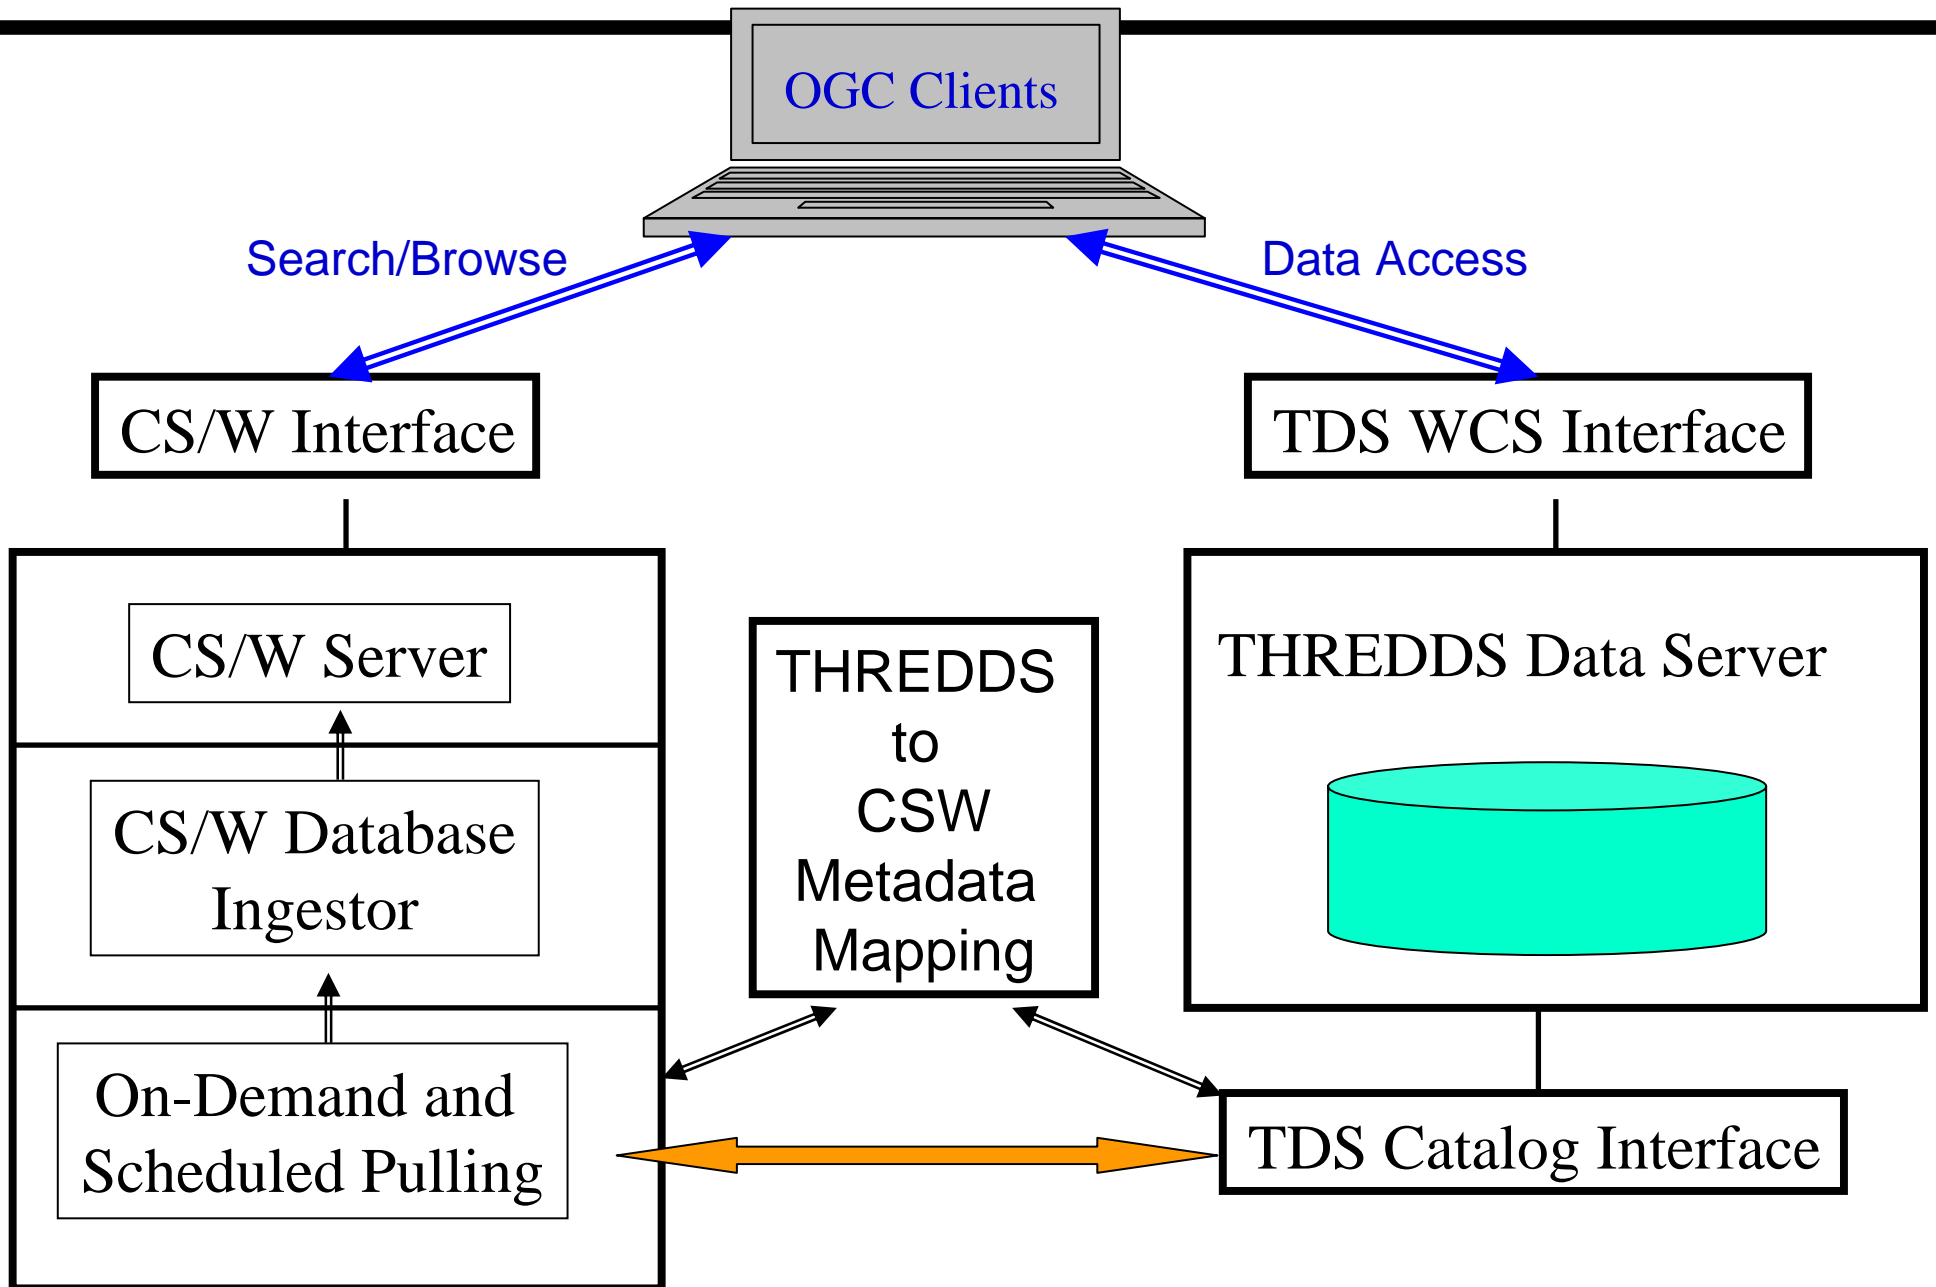 OGC Clients
Search/Browse
Data Access
CS/W Interface
TDS WCS Interface
CS/W Server
THREDDS
to
CSW
Metadata
Mapping
THREDDS Data Server
CS/W Database
Ingestor
On-Demand and
Scheduled Pulling
TDS Catalog Interface